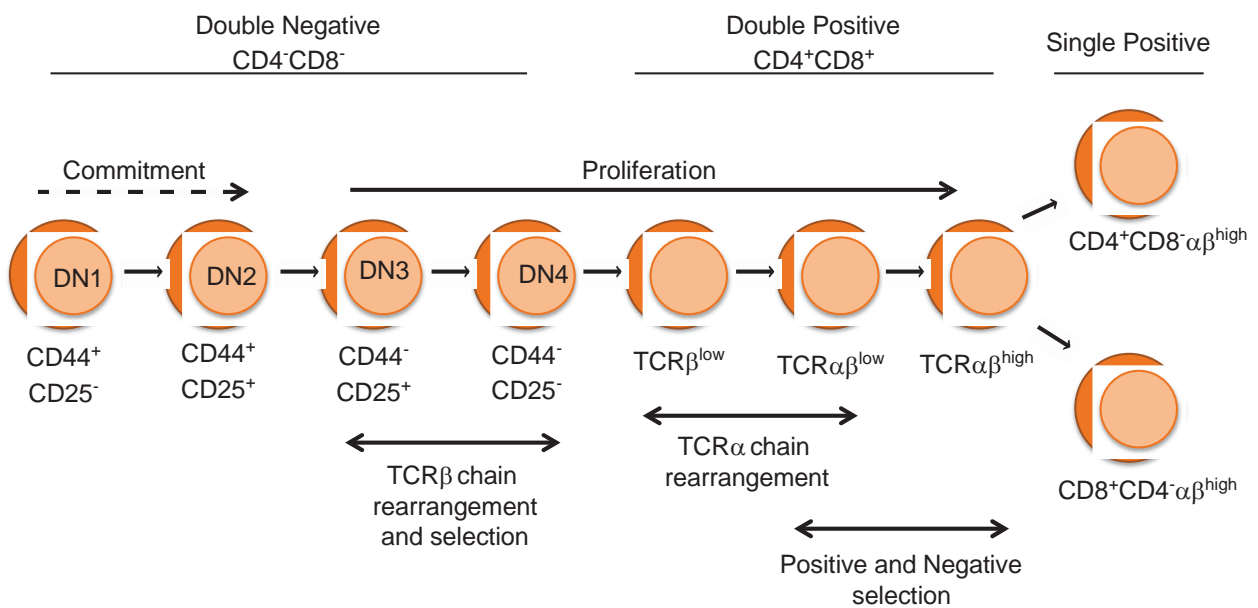 Double Negative
CD4⁻CD8⁻
Double Positive
CD4⁺CD8⁺
Single Positive
Commitment
Proliferation
DN1
DN2
DN3
DN4
CD44⁺
CD25⁻
CD44⁺
CD25⁺
CD44⁻
CD25⁺
CD44⁻
CD25⁻
TCRβˡᵒʷ
TCRαβˡᵒʷ
TCRαβʰⁱᵍʰ
CD4⁺CD8⁻αβʰⁱᵍʰ
CD8⁺CD4⁻αβʰⁱᵍʰ
TCRβ chain
rearrangement
and selection
TCRα chain
rearrangement
Positive and Negative
selection